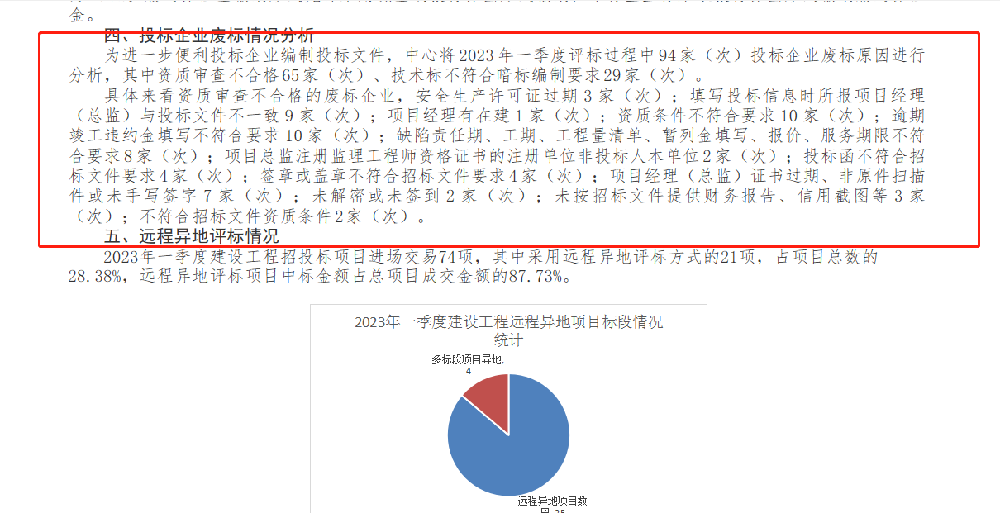 金。
四、投标企业废标情况分析
为进一步便利投标企业编制投标文件，中心将2023年一季度评标过程中94家（次）投标企业废标原因进行
分析，其中资质审查不合格65家（次）、技术标不符合暗标编制要求29家（次）。
具体来看资质审查不合格的废标企业，安全生产许可证过期3家（次）；填写投标信息时所报项目经理
（总监）与投标文件不一致9家（次）；项目经理有在建1家（次）；资质条件不符合要求10家（次）；逾期
竣工违约金填写不符合要求10家（次）；缺陷责任期、工期、工程量清单、暂列金填写、报价、服务期限不符
合要求8家（次）；项目总监注册监理工程师资格证书的注册单位非投标人本单位2家（次）；投标函不符合招
标文件要求4家（次）；签章或盖章不符合招标文件要求4家（次）；项目经理（总监）证书过期、非原件扫描
件或未手写签字7家（次）；未解密或未签到2家（次）；未按招标文件提供财务报告、信用截图等3家
（次）；不符合招标文件资质条件2家（次）。
五、远程异地评标情况
2023年一季度建设工程招投标项目进场交易74项，其中采用远程异地评标方式的21项，占项目总数的
28.38%，远程异地评标项目中标金额占总项目成交金额的87.73%。
2023年一季度建设工程远程异地项目标段情况
统计
多标段项目异地,
4
远程异地项目数